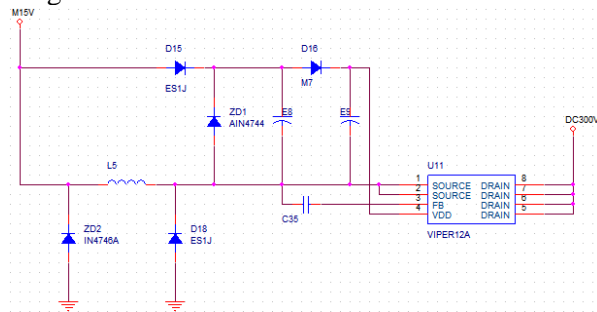 M15V
D15
D16
ES1J
M7
ZD1
AIN4744
E8
E9
DC300V
L5
U11
1
SOURCE
DRAIN
8
2
SOURCE
DRAIN
7
3
FB
DRAIN
6
4
VDD
DRAIN
5
C35
VIPER12A
ZD2
IN4746A
D18
ES1J